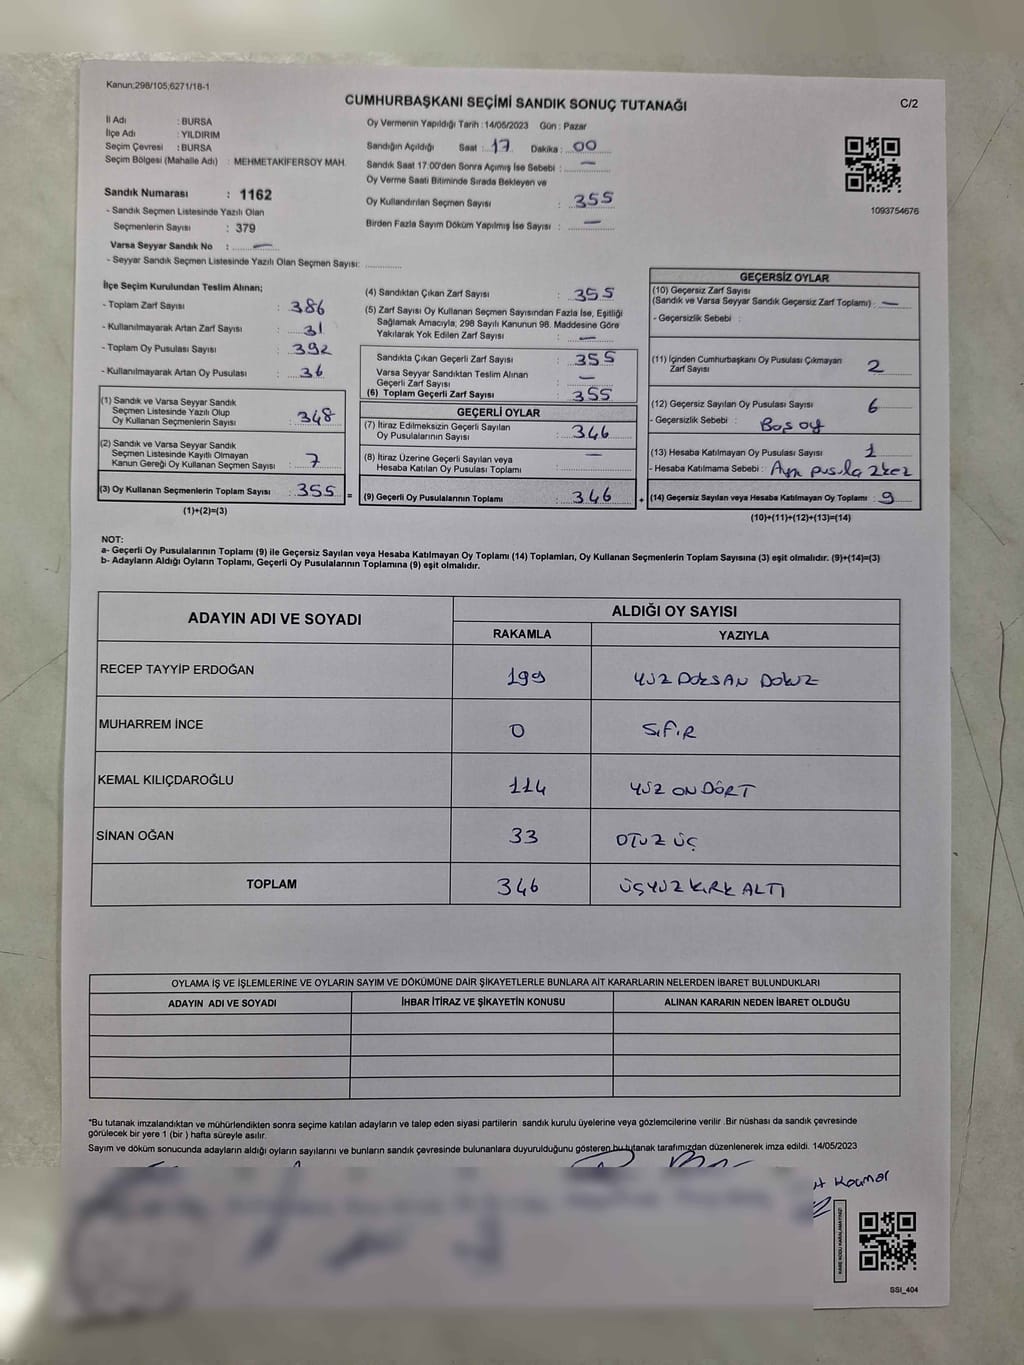 Kanun;298/105;6271/18-1
CUMHURBAŞKANI SEÇİMİ SANDIK SONUÇ TUTANAĞI
C/2
İl Adı : BURSA
İlçe Adı : YILDIRIM
Seçim Çevresi : BURSA
Seçim Bölgesi (Mahalle Adı) : MEHMETAKİFERSOY MAH.
Sandık Numarası : 1162
- Sandık Seçmen Listesinde Yazılı Olan
Seçmenlerin Sayısı : 379
Varsa Seyyar Sandık No : —
- Seyyar Sandık Seçmen Listesinde Yazılı Olan Seçmen Sayısı: ............
Oy Vermenin Yapıldığı Tarih : 14/05/2023 Gün : Pazar
Sandığın Açıldığı Saat : 17 Dakika : 00
Sandık Saat 17:00'den Sonra Açımış İse Sebebi : —
Oy Verme Saati Bitiminde Sırada Bekleyen ve
Oy Kullandırılan Seçmen Sayısı : 355
Birden Fazla Sayım Döküm Yapılmış İse Sayısı : —
1093754676
İlçe Seçim Kurulundan Teslim Alınan;
- Toplam Zarf Sayısı : 386
- Kullanılmayarak Artan Zarf Sayısı : 31
- Toplam Oy Pusulası Sayısı : 392
- Kullanılmayarak Artan Oy Pusulası : 36
(1) Sandık ve Varsa Seyyar Sandık
Seçmen Listesinde Yazılı Olup
Oy Kullanan Seçmenlerin Sayısı : 348
(2) Sandık ve Varsa Seyyar Sandık
Seçmen Listesinde Kayıtlı Olmayan
Kanun Gereği Oy Kullanan Seçmen Sayısı : 7
(3) Oy Kullanan Seçmenlerin Toplam Sayısı : 355 =
(1)+(2)=(3)
(4) Sandıktan Çıkan Zarf Sayısı : 355
(5) Zarf Sayısı Oy Kullanan Seçmen Sayısından Fazla İse, Eşitliği
Sağlamak Amacıyla, 298 Sayılı Kanunun 98. Maddesine Göre
Yakılarak Yok Edilen Zarf Sayısı : —
Sandıkta Çıkan Geçerli Zarf Sayısı : 355
Varsa Seyyar Sandıktan Teslim Alınan
Geçerli Zarf Sayısı : —
(6) Toplam Geçerli Zarf Sayısı : 355
GEÇERLİ OYLAR
(7) İtiraz Edilmeksizin Geçerli Sayılan
Oy Pusulalarının Sayısı : 346
(8) İtiraz Üzerine Geçerli Sayılan veya
Hesaba Katılan Oy Pusulası Toplamı : —
(9) Geçerli Oy Pusulalarının Toplamı : 346 +
GEÇERSİZ OYLAR
(10) Geçersiz Zarf Sayısı
(Sandık ve Varsa Seyyar Sandık Geçersiz Zarf Toplamı) : —
- Geçersizlik Sebebi :
(11) İçinden Cumhurbaşkanı Oy Pusulası Çıkmayan
Zarf Sayısı : 2
(12) Geçersiz Sayılan Oy Pusulası Sayısı : 6
- Geçersizlik Sebebi : Boş oy
(13) Hesaba Katılmayan Oy Pusulası Sayısı : 1
- Hesaba Katılmama Sebebi : Aynı pusula 2kez
(14) Geçersiz Sayılan veya Hesaba Katılmayan Oy Toplamı : 9
(10)+(11)+(12)+(13)=(14)
NOT:
a- Geçerli Oy Pusulalarının Toplamı (9) ile Geçersiz Sayılan veya Hesaba Katılmayan Oy Toplamı (14) Toplamları, Oy Kullanan Seçmenlerin Toplam Sayısına (3) eşit olmalıdır. (9)+(14)=(3)
b- Adayların Aldığı Oyların Toplamı, Geçerli Oy Pusulalarının Toplamına (9) eşit olmalıdır.
ADAYIN ADI VE SOYADI ALDIĞI OY SAYISI
RAKAMLA YAZIYLA
RECEP TAYYİP ERDOĞAN 199 YÜZ DOKSAN DOKUZ
MUHARREM İNCE 0 SIFIR
KEMAL KILIÇDAROĞLU 114 YÜZ ON DÖRT
SİNAN OĞAN 33 OTUZ ÜÇ
TOPLAM 346 ÜÇYÜZ KIRK ALTI
OYLAMA İŞ VE İŞLEMLERİNE VE OYLARIN SAYIM VE DÖKÜMÜNE DAİR ŞİKAYETLERLE BUNLARA AİT KARARLARIN NELERDEN İBARET BULUNDUKLARI
ADAYIN ADI VE SOYADI İHBAR İTİRAZ VE ŞİKAYETİN KONUSU ALINAN KARARIN NEDEN İBARET OLDUĞU
*Bu tutanak imzalandıktan ve mühürlendikten sonra seçime katılan adayların ve talep eden siyasi partilerin sandık kurulu üyelerine veya gözlemcilerine verilir .Bir nüshası da sandık çevresinde
görülecek bir yere 1 (bir ) hafta süreyle asılır.
Sayım ve döküm sonucunda adayların aldığı oyların sayılarını ve bunların sandık çevresinde bulunanlara duyurulduğunu gösteren bu tutanak tarafımızdan düzenlenerek imza edildi. 14/05/2023
KARE KODU KARALAMAYINIZ!
SSI_404